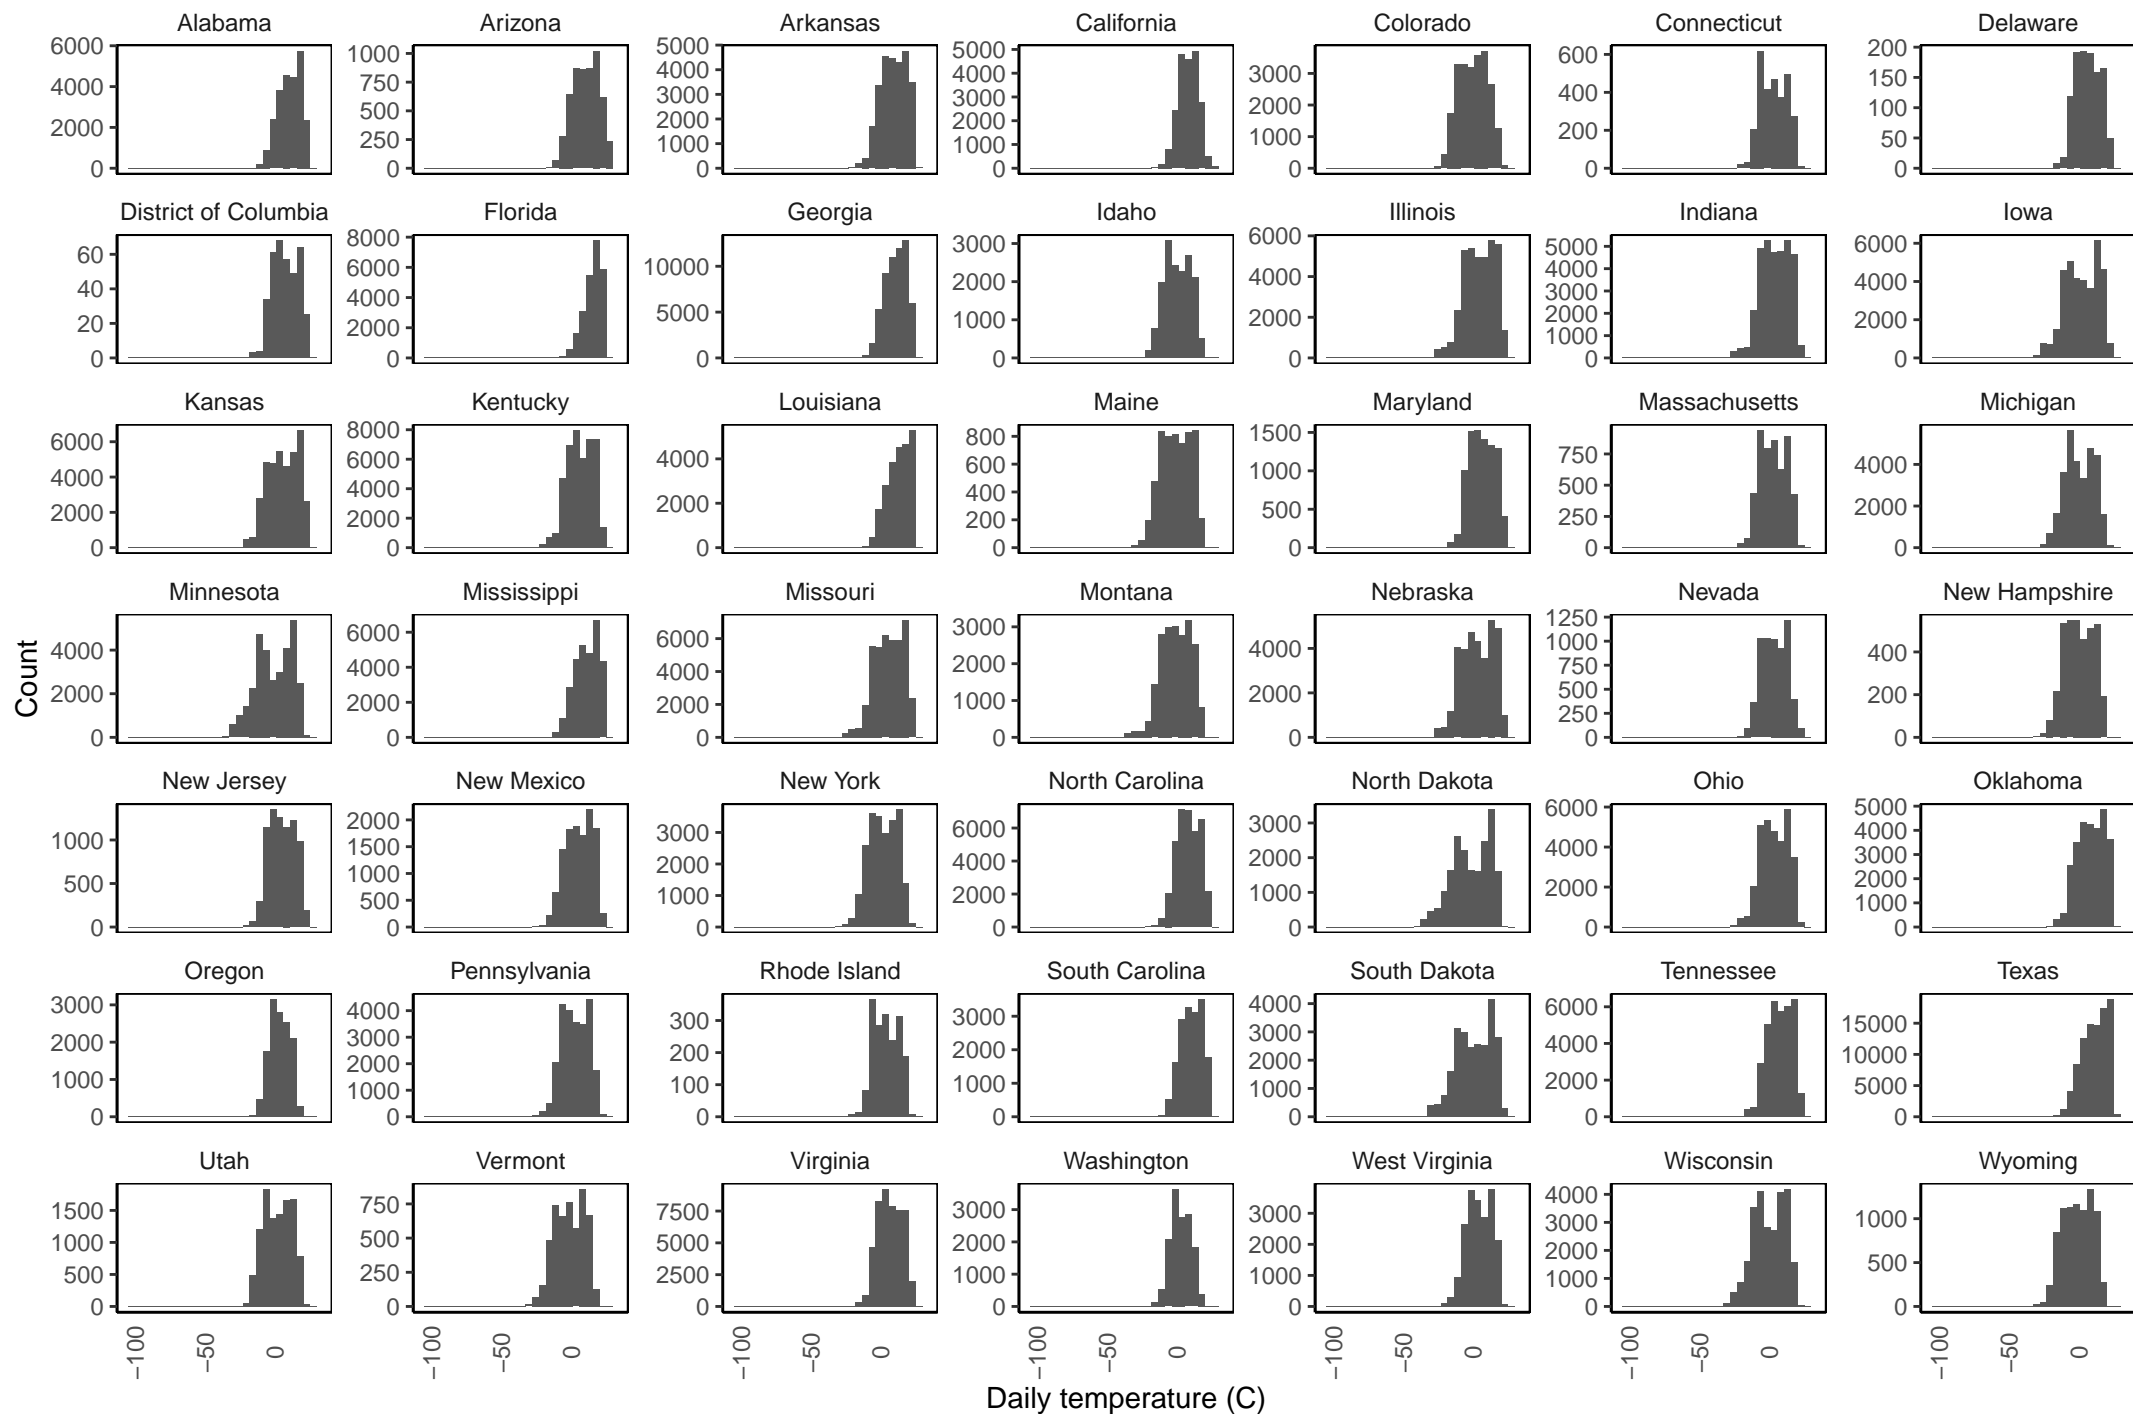 Alabama Arizona Arkansas California Colorado Connecticut Delaware
6000 4000 2000 0
1000 750 500 250 0
5000 4000 3000 2000 1000 0
5000 4000 3000 2000 1000 0
3000 2000 1000 0
600 400 200 0
200 150 100 50 0
District of Columbia Florida Georgia Idaho Illinois Indiana Iowa
60 40 20 0
8000 6000 4000 2000 0
10000 5000 0
3000 2000 1000 0
6000 4000 2000 0
5000 4000 3000 2000 1000 0
6000 4000 2000 0
Kansas Kentucky Louisiana Maine Maryland Massachusetts Michigan
6000 4000 2000 0
8000 6000 4000 2000 0
4000 2000 0
800 600 400 200 0
1500 1000 500 0
750 500 250 0
4000 2000 0
Minnesota Mississippi Missouri Montana Nebraska Nevada New Hampshire
4000 2000 0
6000 4000 2000 0
6000 4000 2000 0
3000 2000 1000 0
4000 2000 0
1250 1000 750 500 250 0
400 200 0
Count
New Jersey New Mexico New York North Carolina North Dakota Ohio Oklahoma
1000 500 0
2000 1500 1000 500 0
3000 2000 1000 0
6000 4000 2000 0
3000 2000 1000 0
6000 4000 2000 0
5000 4000 3000 2000 1000 0
Oregon Pennsylvania Rhode Island South Carolina South Dakota Tennessee Texas
3000 2000 1000 0
4000 3000 2000 1000 0
300 200 100 0
3000 2000 1000 0
4000 3000 2000 1000 0
6000 4000 2000 0
15000 10000 5000 0
Utah Vermont Virginia Washington West Virginia Wisconsin Wyoming
1500 1000 500 0
750 500 250 0
7500 5000 2500 0
3000 2000 1000 0
3000 2000 1000 0
4000 3000 2000 1000 0
1000 500 0
−100 −50 0 −100 −50 0 −100 −50 0 −100 −50 0 −100 −50 0 −100 −50 0 −100 −50 0
Daily temperature (C)